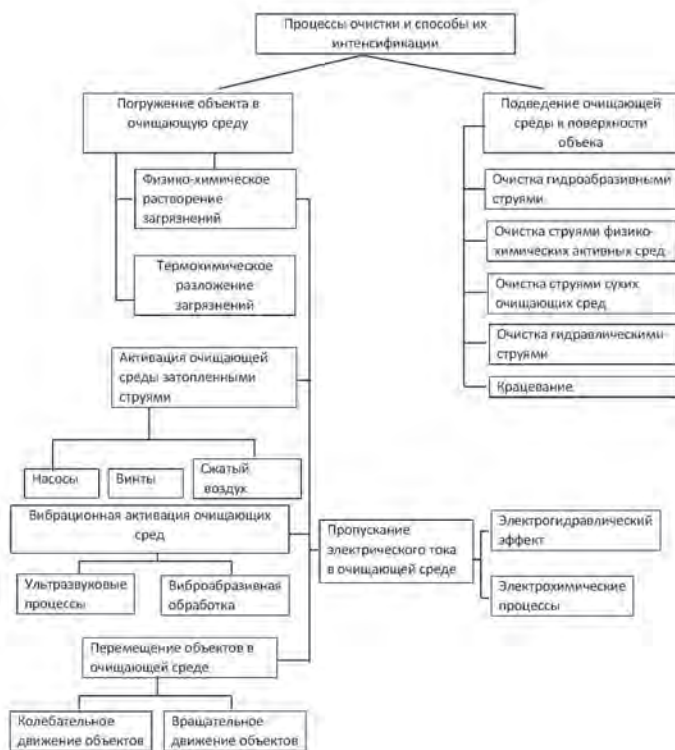 Процессы очистки и способы их
интенсификации
Погружение объекта в
очищающую среду
Подведение очищающей
среды к поверхности
объека
Физико-химическое
растворение
загрязнений
Термохимическое
разложение
загрязнений
Очистка гидроабразивными
струями
Очистка струями физико-
химических активных сред
Очистка струями сухих
очищающих сред
Очистка гидравлическими
струями
Крацевание
Активация очищающей
среды затопленными
струями
Насосы
Винты
Сжатый
воздух
Вибрационная активация очищающих
сред
Ультразвуковые
процессы
Виброабразивная
обработка
Пропускание
электрического тока
в очищающей среде
Электрогидравлический
эффект
Электрохимические
процессы
Перемещение объектов в
очищающей среде
Колебательное
движение объектов
Вращательное
движение объектов